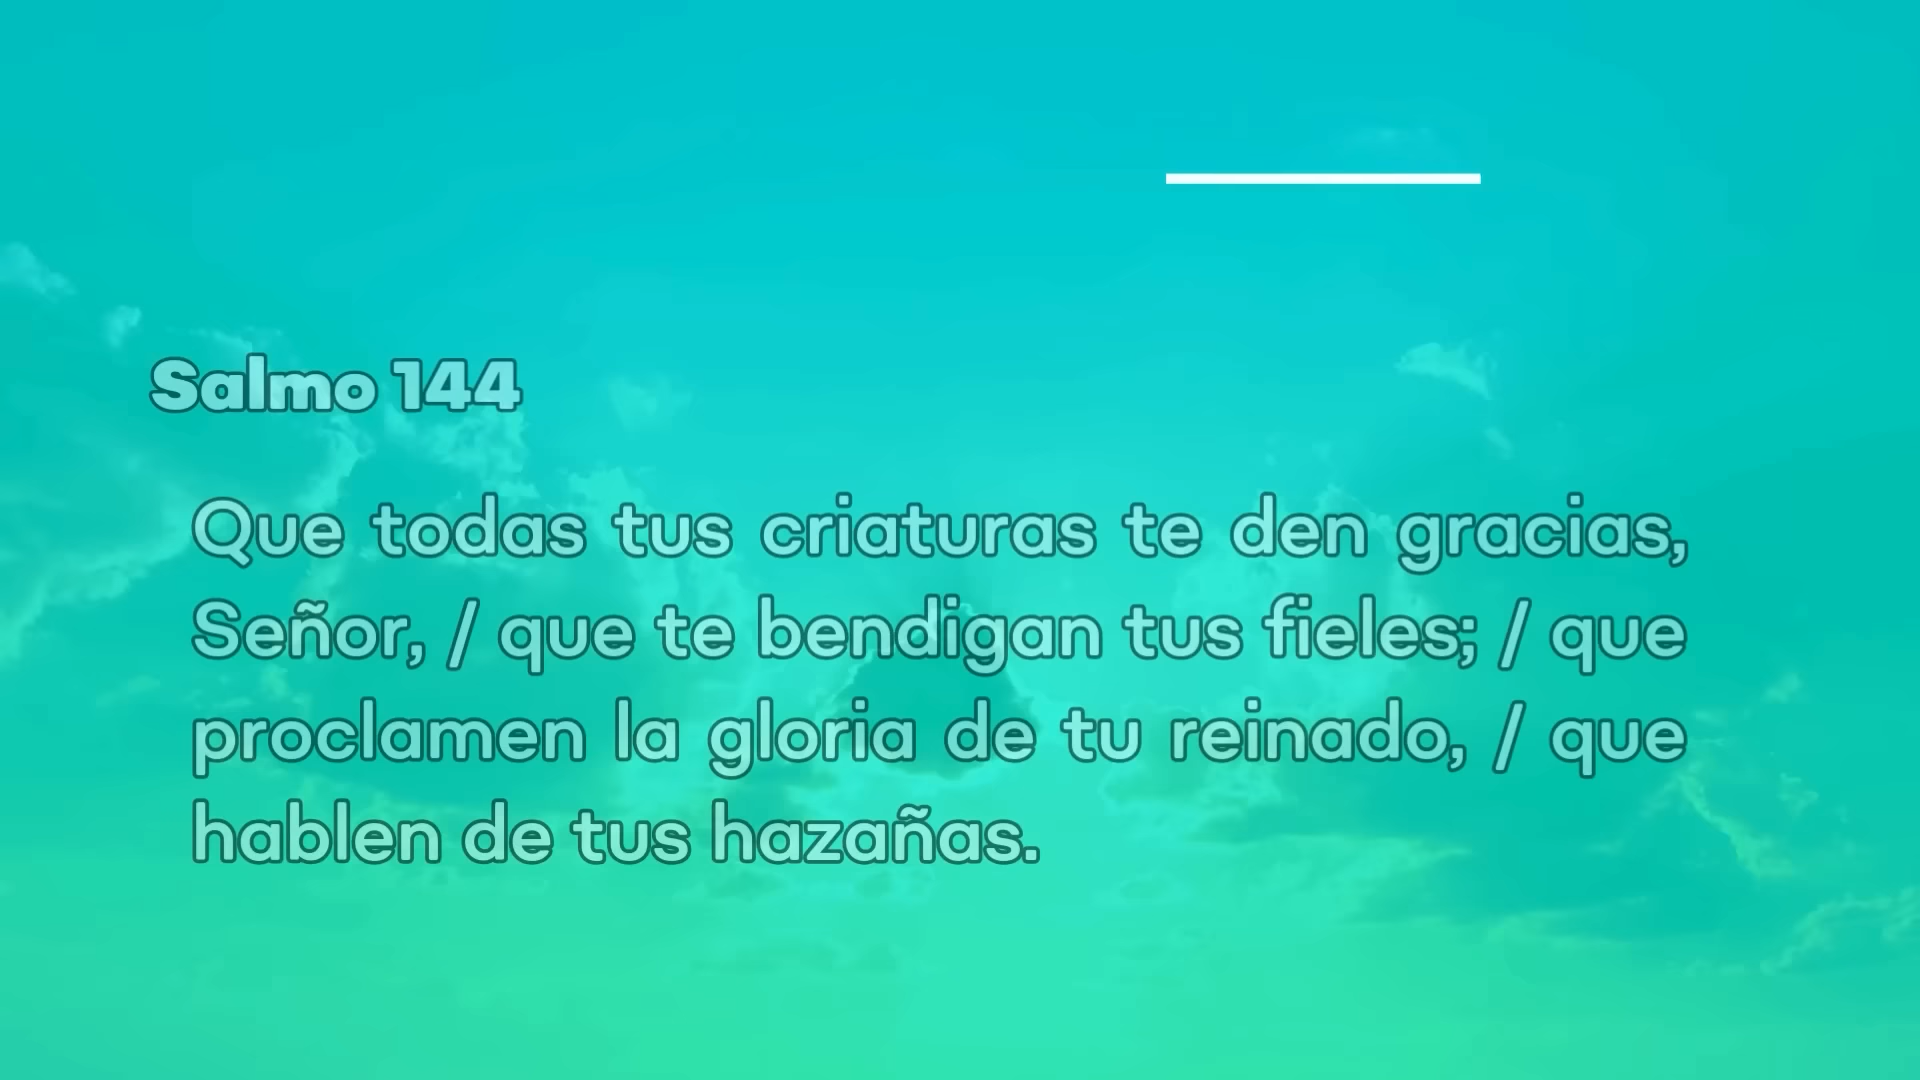 Salmo 144
Que todas tus criaturas te den gracias,
Señor, / que te bendigan tus fieles; / que
proclamen la gloria de tu reinado, / que
hablen de tus hazañas.